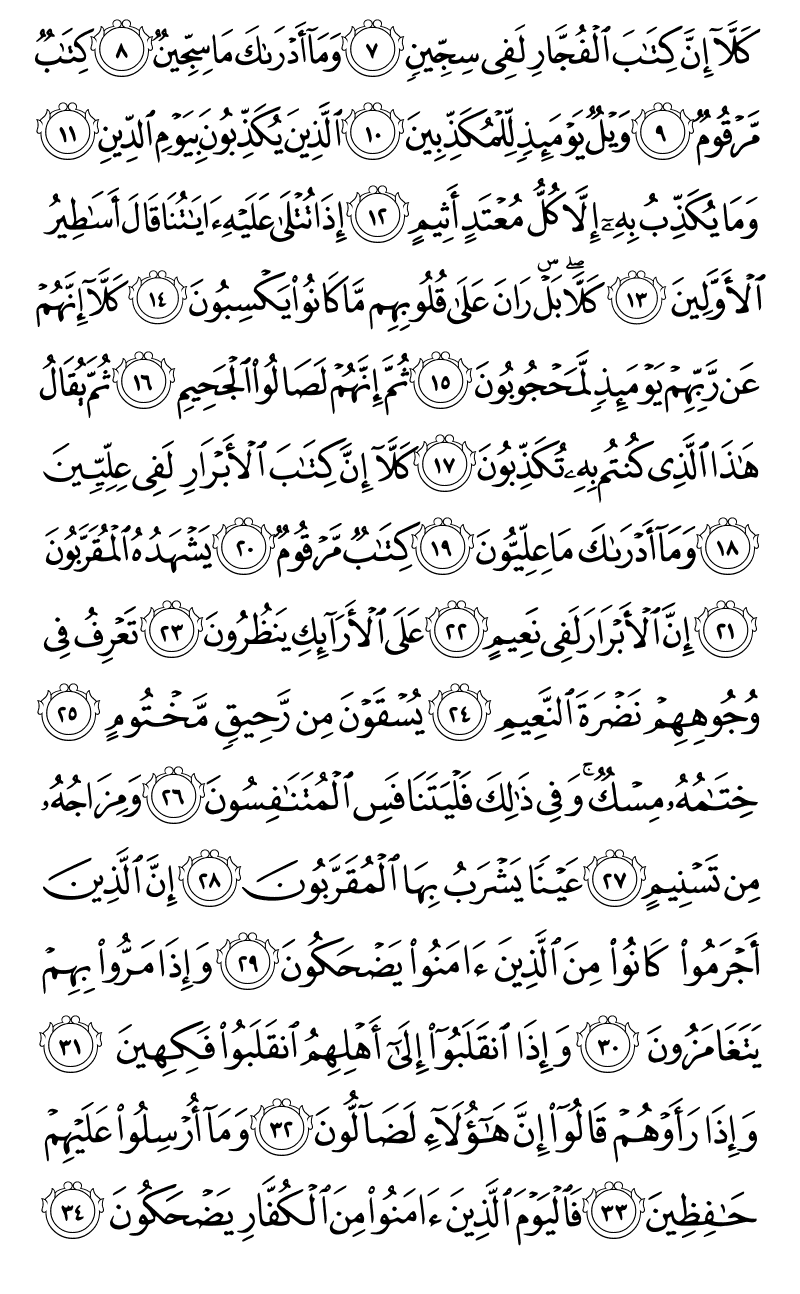 كَلَّآ إِنَّ كِتَٰبَ ٱلْفُجَّارِ لَفِى سِجِّينٍ ٧ وَمَآ أَدْرَىٰكَ مَا سِجِّينٌ ٨ كِتَٰبٌ
مَّرْقُومٌ ٩ وَيْلٌ يَوْمَئِذٍ لِّلْمُكَذِّبِينَ ١٠ ٱلَّذِينَ يُكَذِّبُونَ بِيَوْمِ ٱلدِّينِ ١١
وَمَا يُكَذِّبُ بِهِۦٓ إِلَّا كُلُّ مُعْتَدٍ أَثِيمٍ ١٢ إِذَا تُتْلَىٰ عَلَيْهِ ءَايَٰتُنَا قَالَ أَسَٰطِيرُ
ٱلْأَوَّلِينَ ١٣ كَلَّا ۖ بَلْ ۜ رَانَ عَلَىٰ قُلُوبِهِم مَّا كَانُوا۟ يَكْسِبُونَ ١٤ كَلَّآ إِنَّهُمْ
عَن رَّبِّهِمْ يَوْمَئِذٍ لَّمَحْجُوبُونَ ١٥ ثُمَّ إِنَّهُمْ لَصَالُوا۟ ٱلْجَحِيمِ ١٦ ثُمَّ يُقَالُ
هَٰذَا ٱلَّذِى كُنتُم بِهِۦ تُكَذِّبُونَ ١٧ كَلَّآ إِنَّ كِتَٰبَ ٱلْأَبْرَارِ لَفِى عِلِّيِّينَ
١٨ وَمَآ أَدْرَىٰكَ مَا عِلِّيُّونَ ١٩ كِتَٰبٌ مَّرْقُومٌ ٢٠ يَشْهَدُهُ ٱلْمُقَرَّبُونَ
٢١ إِنَّ ٱلْأَبْرَارَ لَفِى نَعِيمٍ ٢٢ عَلَى ٱلْأَرَآئِكِ يَنظُرُونَ ٢٣ تَعْرِفُ فِى
وُجُوهِهِمْ نَضْرَةَ ٱلنَّعِيمِ ٢٤ يُسْقَوْنَ مِن رَّحِيقٍ مَّخْتُومٍ ٢٥
خِتَٰمُهُۥ مِسْكٌ ۚ وَفِى ذَٰلِكَ فَلْيَتَنَافَسِ ٱلْمُتَنَٰفِسُونَ ٢٦ وَمِزَاجُهُۥ
مِن تَسْنِيمٍ ٢٧ عَيْنًا يَشْرَبُ بِهَا ٱلْمُقَرَّبُونَ ٢٨ إِنَّ ٱلَّذِينَ
أَجْرَمُوا۟ كَانُوا۟ مِنَ ٱلَّذِينَ ءَامَنُوا۟ يَضْحَكُونَ ٢٩ وَإِذَا مَرُّوا۟ بِهِمْ
يَتَغَامَزُونَ ٣٠ وَإِذَا ٱنقَلَبُوٓا۟ إِلَىٰٓ أَهْلِهِمُ ٱنقَلَبُوا۟ فَكِهِينَ ٣١
وَإِذَا رَأَوْهُمْ قَالُوٓا۟ إِنَّ هَٰٓؤُلَآءِ لَضَآلُّونَ ٣٢ وَمَآ أُرْسِلُوا۟ عَلَيْهِمْ
حَٰفِظِينَ ٣٣ فَٱلْيَوْمَ ٱلَّذِينَ ءَامَنُوا۟ مِنَ ٱلْكُفَّارِ يَضْحَكُونَ ٣٤